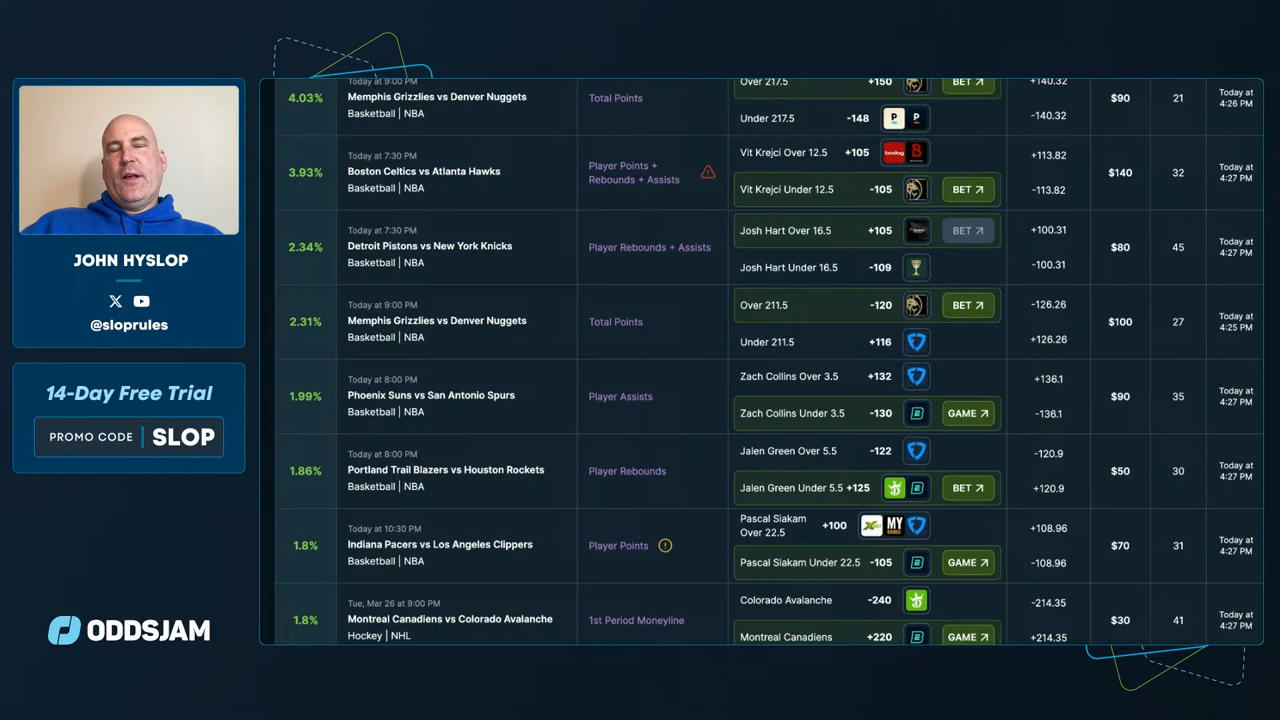 JOHN HYSLOP
@sloprules
14-Day Free Trial
PROMO CODE SLOP
ODDSJAM
Today at 9:00 PM
4.03%
Memphis Grizzlies vs Denver Nuggets
Basketball | NBA
Total Points
Over 217.5 +150 BET
Under 217.5 -148 P P
+140.32
-140.32
$90
21
Today at
4:26 PM
Today at 7:30 PM
3.93%
Boston Celtics vs Atlanta Hawks
Basketball | NBA
Player Points +
Rebounds + Assists
Vit Krejci Over 12.5 +105 bodog B
Vit Krejci Under 12.5 -105 BET
+113.82
-113.82
$140
32
Today at
4:27 PM
Today at 7:30 PM
2.34%
Detroit Pistons vs New York Knicks
Basketball | NBA
Player Rebounds + Assists
Josh Hart Over 16.5 +105 BET
Josh Hart Under 16.5 -109
+100.31
-100.31
$80
45
Today at
4:27 PM
Today at 9:00 PM
2.31%
Memphis Grizzlies vs Denver Nuggets
Basketball | NBA
Total Points
Over 211.5 -120 BET
Under 211.5 +116
-126.26
+126.26
$100
27
Today at
4:25 PM
Today at 8:00 PM
1.99%
Phoenix Suns vs San Antonio Spurs
Basketball | NBA
Player Assists
Zach Collins Over 3.5 +132
Zach Collins Under 3.5 -130 GAME
+136.1
-136.1
$90
35
Today at
4:27 PM
Today at 8:00 PM
1.86%
Portland Trail Blazers vs Houston Rockets
Basketball | NBA
Player Rebounds
Jalen Green Over 5.5 -122
Jalen Green Under 5.5 +125 BET
-120.9
+120.9
$50
30
Today at
4:27 PM
Today at 10:30 PM
1.8%
Indiana Pacers vs Los Angeles Clippers
Basketball | NBA
Player Points
Pascal Siakam
Over 22.5 +100 MY
Pascal Siakam Under 22.5 -105 GAME
+108.96
-108.96
$70
31
Today at
4:27 PM
Tue, Mar 26 at 9:00 PM
1.8%
Montreal Canadiens vs Colorado Avalanche
Hockey | NHL
1st Period Moneyline
Colorado Avalanche -240
Montreal Canadiens +220 GAME
-214.35
+214.35
$30
41
Today at
4:27 PM